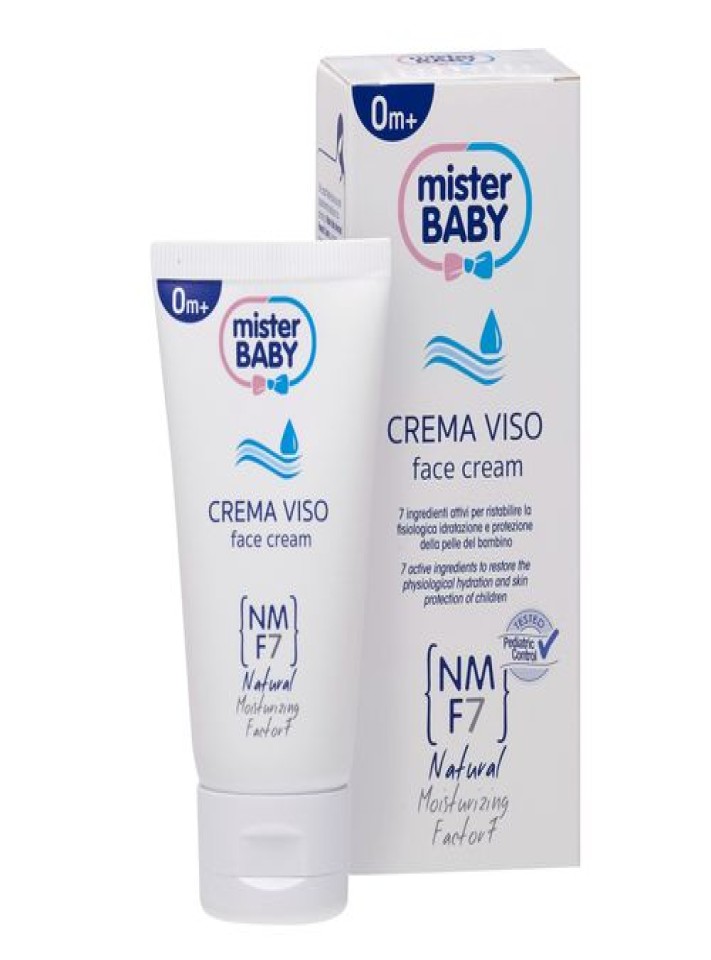 0m+
mister
BABY
CREMA VISO
face cream
7 ingredienti attivi per ristabilire la
fisiologica idratazione e protezione
della pelle del bambino
7 active ingredients to restore the
physiological hydration and skin
protection of children
TESTED
Pediatric
Control
NM
F7
Natural
Moisturizing
Factor7
0m+
mister
BABY
CREMA VISO
face cream
NM
F7
Natural
Moisturizing
Factor7